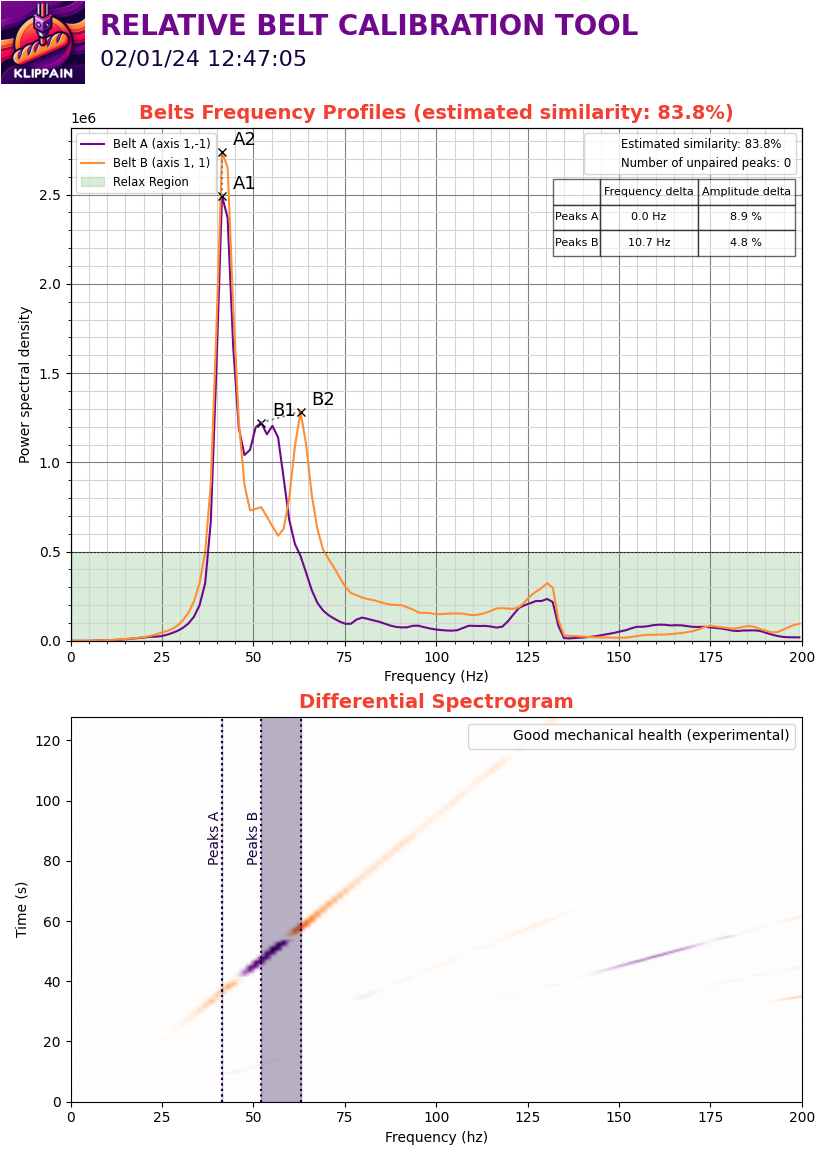 KLIPPAIN
RELATIVE BELT CALIBRATION TOOL
02/01/24 12:47:05
Belts Frequency Profiles (estimated similarity: 83.8%)
1e6
Belt A (axis 1,-1)
Belt B (axis 1, 1)
Relax Region
A2
A1
B1
B2
Estimated similarity: 83.8%
Number of unpaired peaks: 0
Frequency delta Amplitude delta
Peaks A 0.0 Hz 8.9 %
Peaks B 10.7 Hz 4.8 %
Power spectral density
2.5
2.0
1.5
1.0
0.5
0.0
0 25 50 75 100 125 150 175 200
Frequency (Hz)
Differential Spectrogram
Good mechanical health (experimental)
Peaks A
Peaks B
Time (s)
120
100
80
60
40
20
0
0 25 50 75 100 125 150 175 200
Frequency (hz)